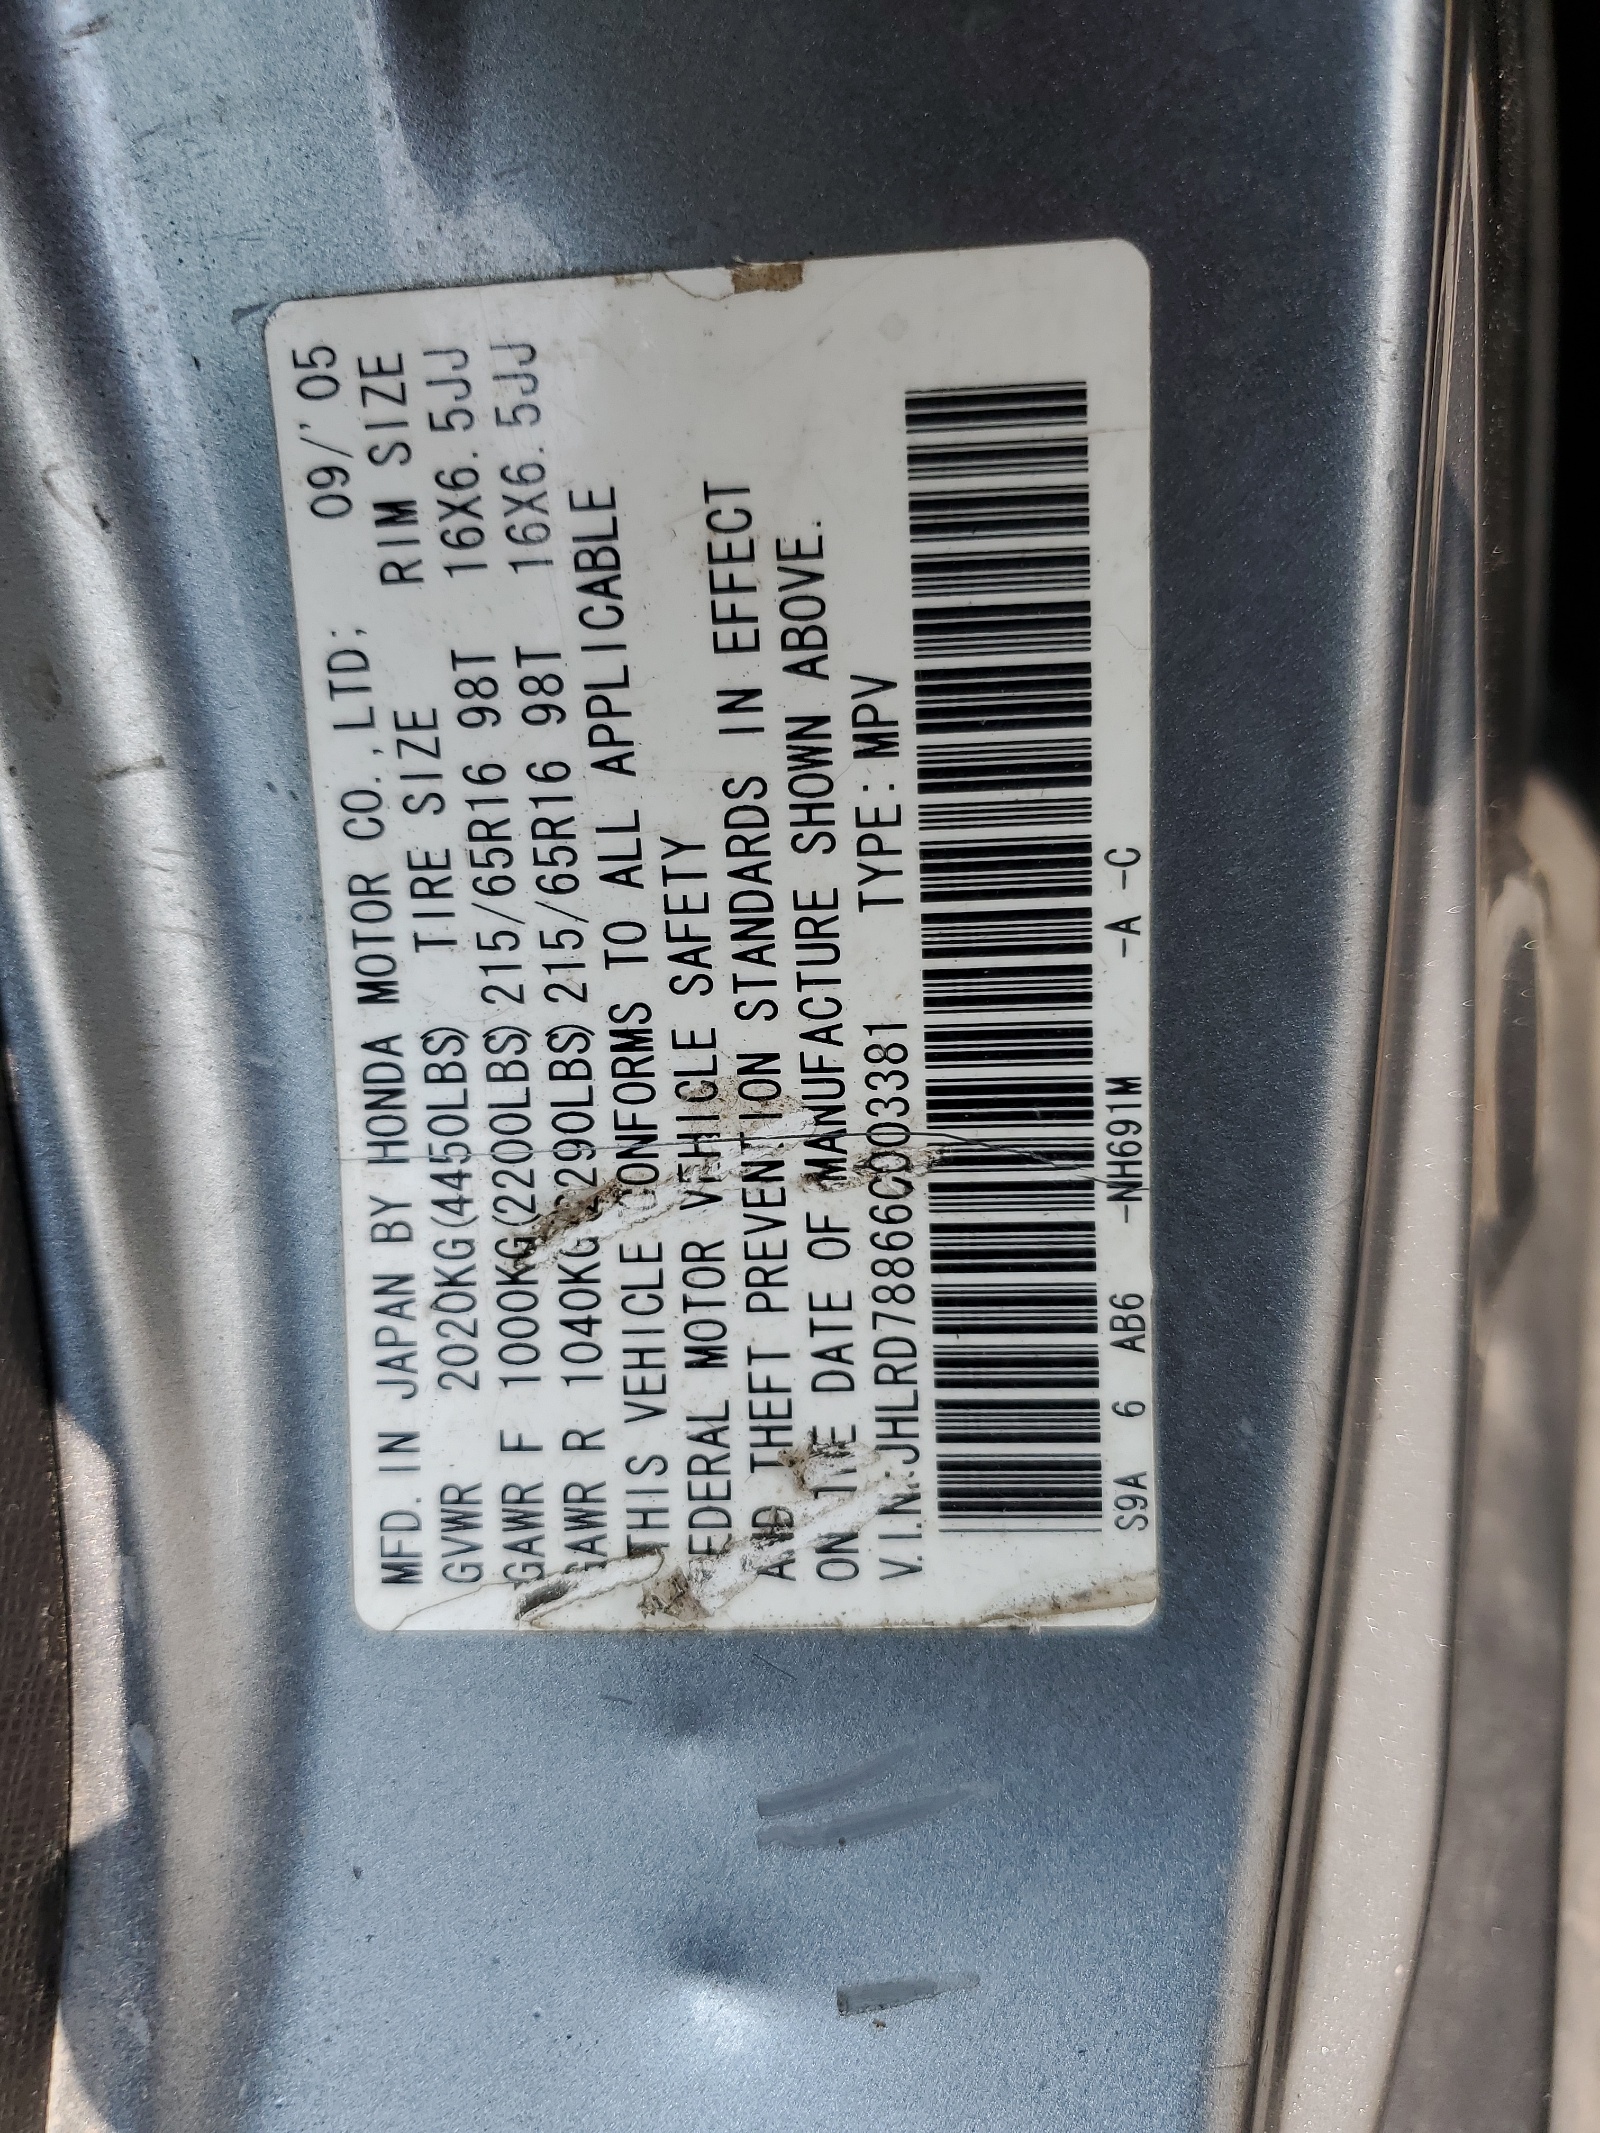 MFD. IN JAPAN BY HONDA MOTOR CO., LTD; 09/'05
GVWR 2020KG(4450LBS) TIRE SIZE RIM SIZE
GAWR F 1000KG(2200LBS) 215/65R16 98T 16X6.5JJ
GAWR R 1040KG(2290LBS) 215/65R16 98T 16X6.5JJ
THIS VEHICLE CONFORMS TO ALL APPLICABLE
FEDERAL MOTOR VEHICLE SAFETY
AND THEFT PREVENTION STANDARDS IN EFFECT
ON THE DATE OF MANUFACTURE SHOWN ABOVE.
V.I.N.:JHLRD78866C003381 TYPE:MPV
S9A 6 AB6 -NH691M -A -C